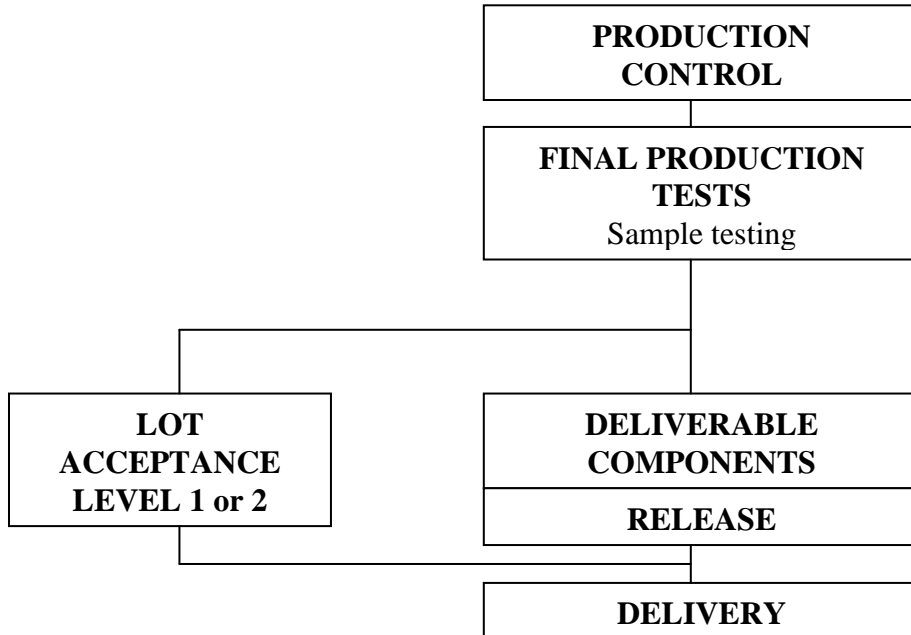 PRODUCTION
CONTROL
FINAL PRODUCTION
TESTS
Sample testing
LOT
ACCEPTANCE
LEVEL 1 or 2
DELIVERABLE
COMPONENTS
RELEASE
DELIVERY